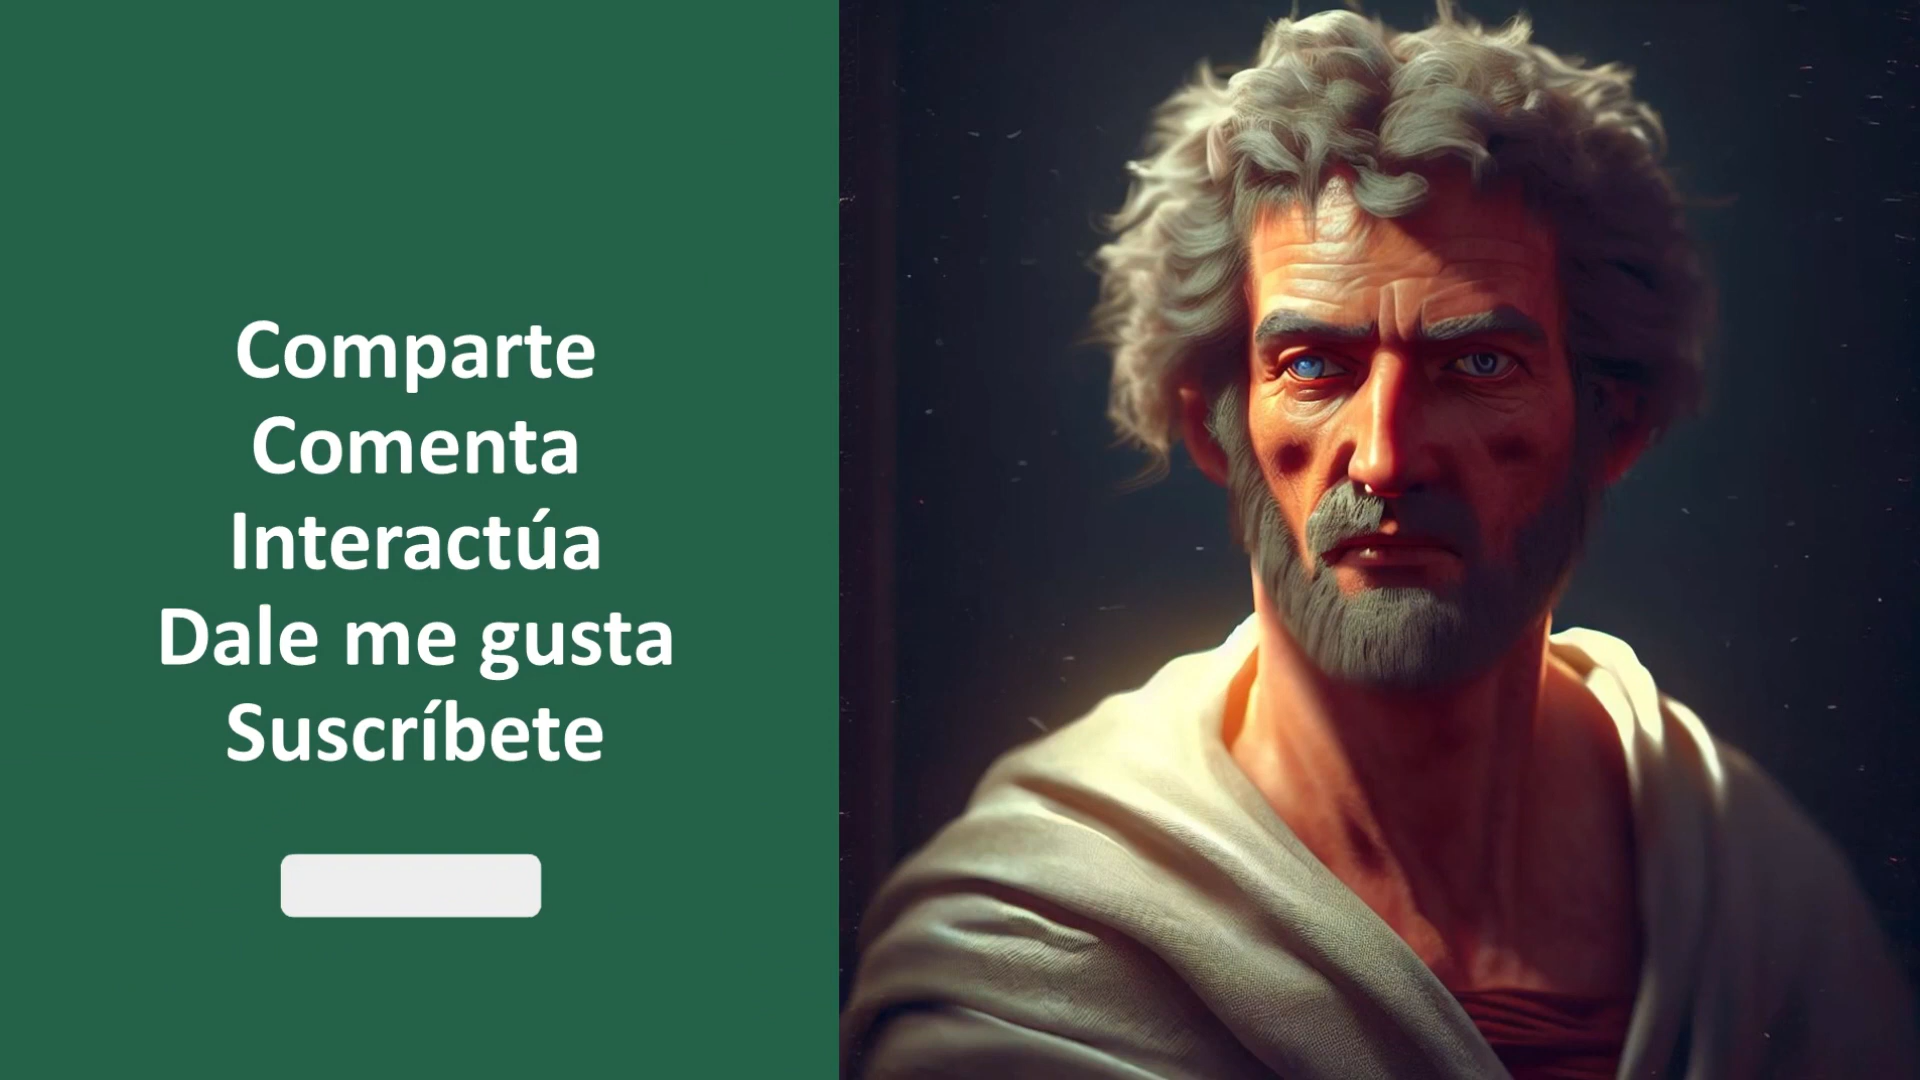 Comparte
Comenta
Interactúa
Dale me gusta
Suscríbete